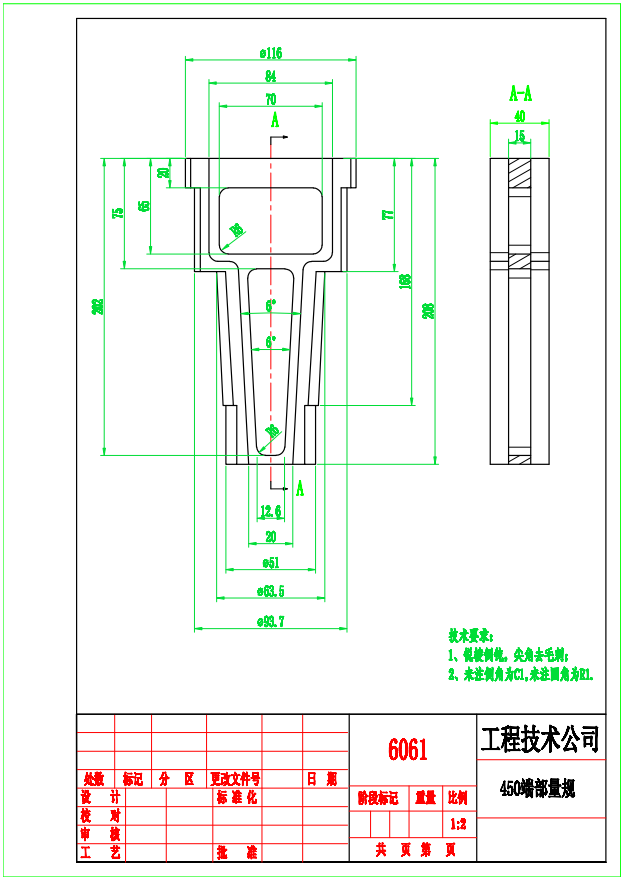 ø116
84
70
A
A-A
40
15
20
65
75
202
R8
77
168
208
6°
6°
R6
A
12.6
20
ø51
ø63.5
ø93.7
技术要求:
1、锐棱倒钝, 尖角去毛刺;
2、未注倒角为C1,未注圆角为R1.
处数 标记 分 区 更改文件号 日 期
设 计 标 准 化
校 对
审 核
工 艺 批 准
6061
阶段标记 重量 比例
1:2
共 页 第 页
工程技术公司
450端部量规